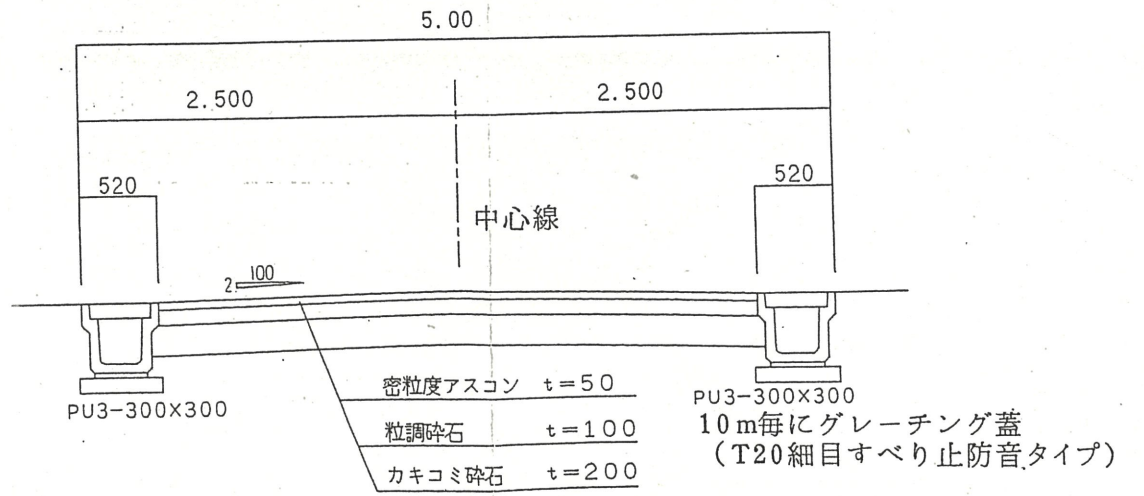 5.00
2.500
2.500
520
520
中心線
2
100
密粒度アスコン t=50
粒調砕石 t=100
カキコミ砕石 t=200
PU3-300X300
PU3-300X300
10m毎にグレーチング蓋
(T20細目すべり止防音タイプ)